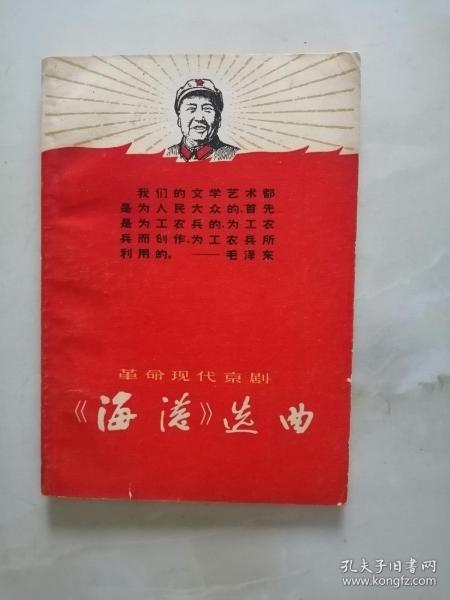 我们的文学艺术都
是为人民大众的,首先
是为工农兵的,为工农
兵而创作,为工农兵所
利用的。 ——毛泽东
革命现代京剧
《海港》选曲
孔夫子旧书网
www.kongfz.com